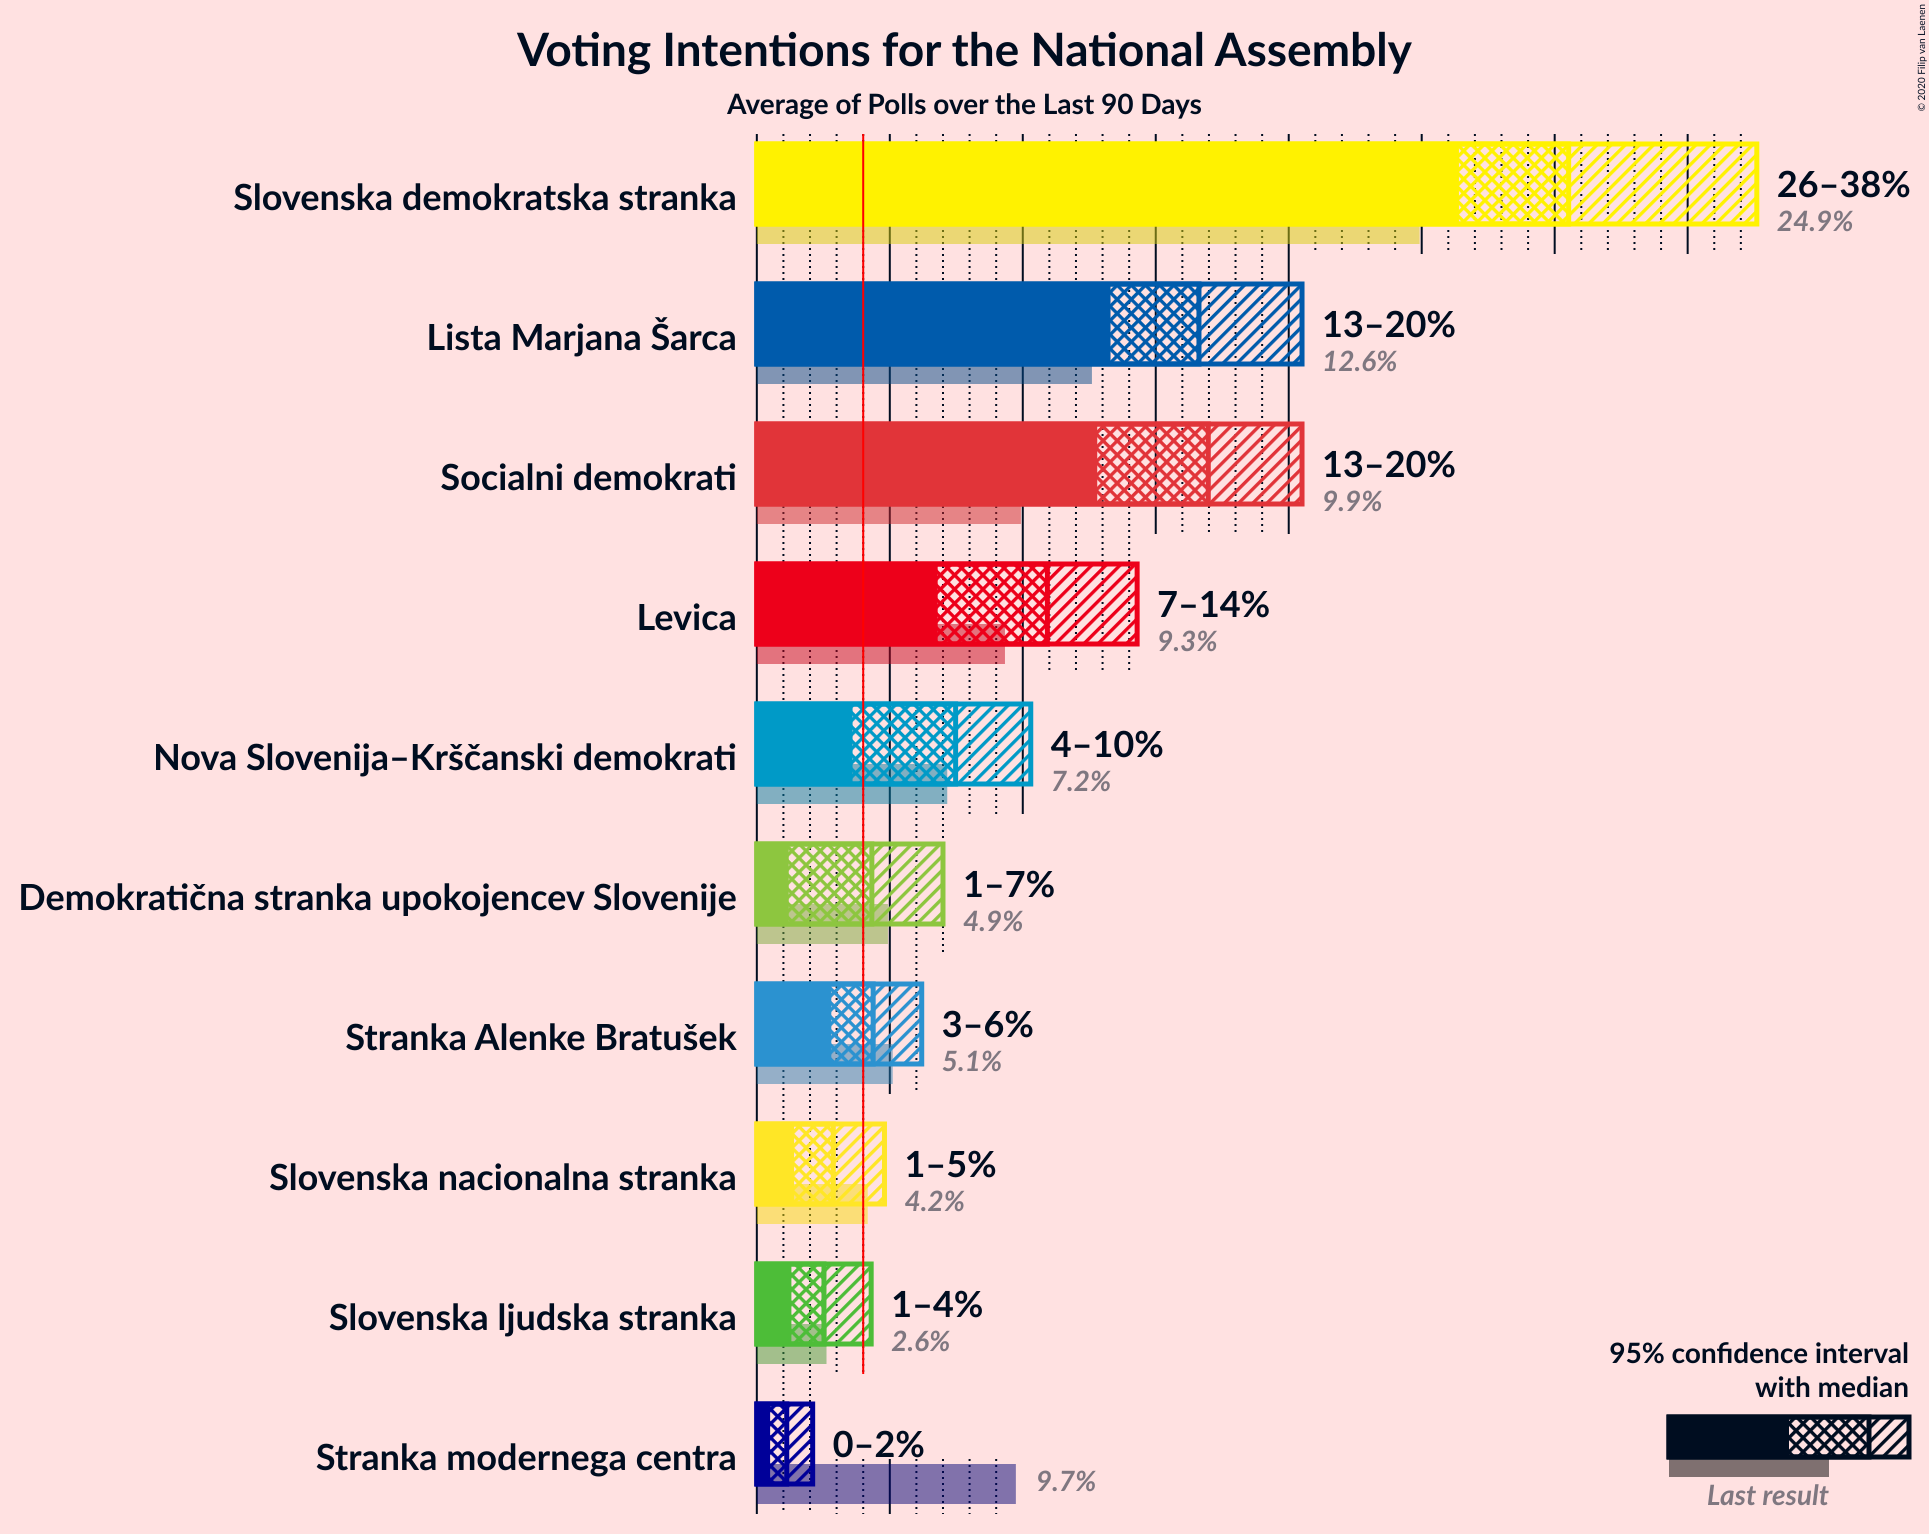 Voting Intentions for the National Assembly
Average of Polls over the Last 90 Days
© 2020 Filip van Laenen
Slovenska demokratska stranka
26–38%
24.9%
Lista Marjana Šarca
13–20%
12.6%
Socialni demokrati
13–20%
9.9%
Levica
7–14%
9.3%
Nova Slovenija–Krščanski demokrati
4–10%
7.2%
Demokratična stranka upokojencev Slovenije
1–7%
4.9%
Stranka Alenke Bratušek
3–6%
5.1%
Slovenska nacionalna stranka
1–5%
4.2%
Slovenska ljudska stranka
1–4%
2.6%
Stranka modernega centra
0–2%
9.7%
95% confidence interval
with median
Last result